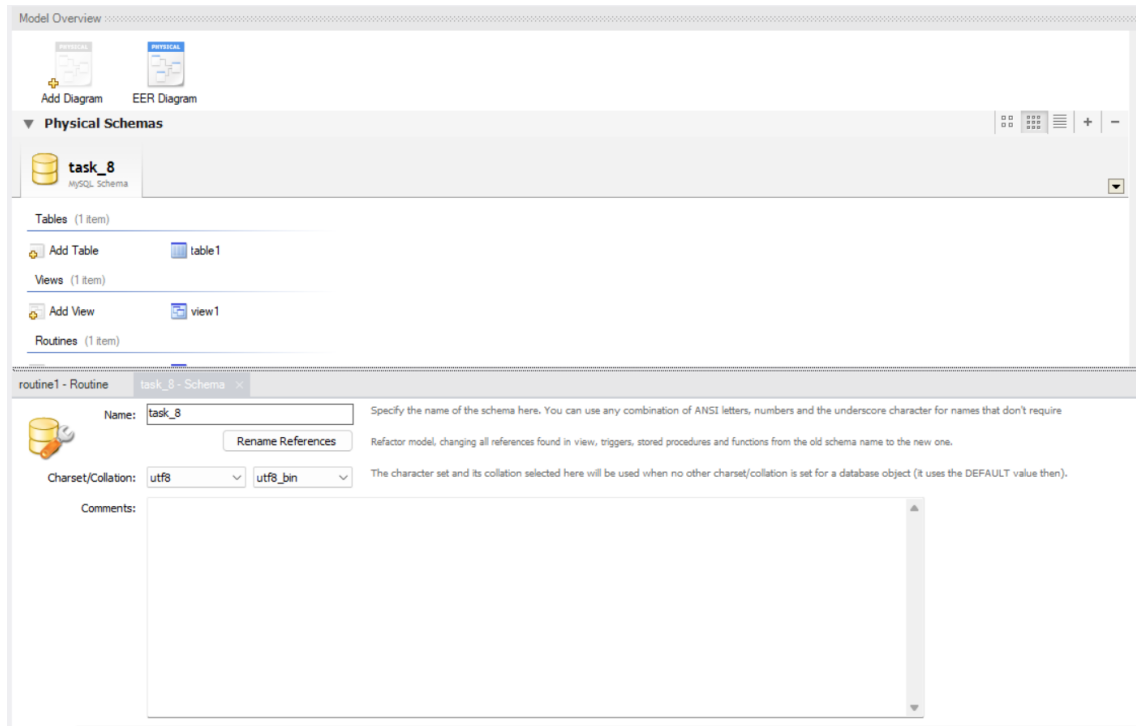 Model Overview
PHYSICAL PHYSICAL
Add Diagram EER Diagram
Physical Schemas
task_8
MySQL Schema
Tables (1 item)
Add Table table1
Views (1 item)
Add View view1
Routines (1 item)
routine1 - Routine task_8 - Schema ×
Name: task_8 Specify the name of the schema here. You can use any combination of ANSI letters, numbers and the underscore character for names that don't require
Rename References Refactor model, changing all references found in view, triggers, stored procedures and functions from the old schema name to the new one.
Charset/Collation: utf8 utf8_bin The character set and its collation selected here will be used when no other charset/collation is set for a database object (it uses the DEFAULT value then).
Comments: